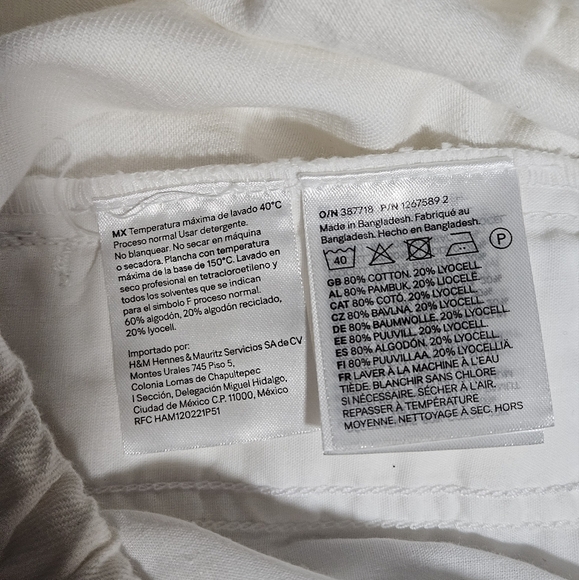 MX Temperatura máxima de lavado 40°C
Proceso normal Usar detergente.
No blanquear. No secar en máquina
o secadora. Plancha con temperatura
máxima de la base de 150°C. Lavado en
seco profesional en tetracloroetileno y
todos los solventes que se indican
para el simbolo F proceso normal.
60% algodón, 20% algodón reciclado,
20% lyocell.
Importado por:
H&M Hennes & Mauritz Servicios SA de CV
Montes Urales 745 Piso 5,
Colonia Lomas de Chapultepec
I Sección, Delegación Miguel Hidalgo,
Ciudad de México C.P. 11000, México
RFC HAM120221P51
O/N 387718 P/N 1267589 2
Made in Bangladesh. Fabriqué au
Bangladesh. Hecho en Bangladesh.
40 P
GB 80% COTTON. 20% LYOCELL.
AL 80% PAMBUK. 20% LIOCELË.
CAT 80% COTÓ. 20% LYOCELL.
CZ 80% BAVLNA. 20% LYOCELL.
DE 80% BAUMWOLLE. 20% LYOCELL.
EE 80% PUUVILL. 20% LYOCELL.
ES 80% ALGODÓN. 20% LYOCELL.
FI 80% PUUVILLAA. 20% LYOCELLIÄ.
FR LAVER À LA MACHINE À L'EAU
TIÈDE. BLANCHIR SANS CHLORE
SI NÉCESSAIRE. SÉCHER À L'AIR.
REPASSER À TEMPÉRATURE
MOYENNE. NETTOYAGE À SEC. HORS